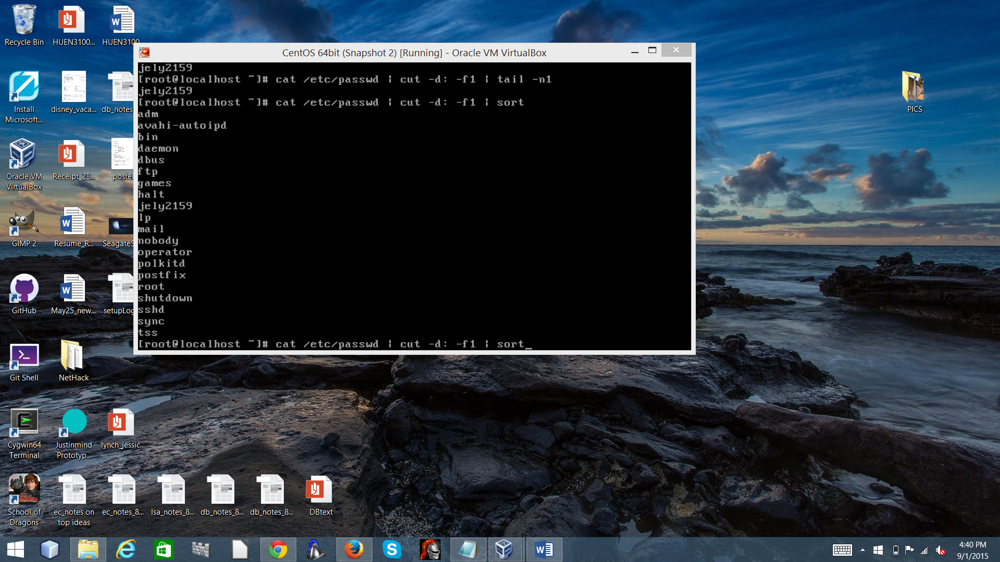 Recycle Bin
HUEN3100...
HUEN3100
Install
Microsoft...
disney_vaca...
db_notes_
Oracle VM
VirtualBox
Receipt_28...
poster
GIMP 2
Resume_R...
SeagateS
GitHub
May25_new...
setupLog
Git Shell
NetHack
Cygwin64
Terminal
Justinmind
Prototyp...
lynch_jessic...
School of
Dragons
ec_notes on
top ideas
ec_notes_8...
lsa_notes_8...
db_notes_8...
db_notes_8...
DBtext
PICS
CentOS 64bit (Snapshot 2) [Running] - Oracle VM VirtualBox
jely2159
[root@localhost ~]# cat /etc/passwd | cut -d: -f1 | tail -n1
jely2159
[root@localhost ~]# cat /etc/passwd | cut -d: -f1 | sort
adm
avahi-autoipd
bin
daemon
dbus
ftp
games
halt
jely2159
lp
mail
nobody
operator
polkitd
postfix
root
shutdown
sshd
sync
tss
[root@localhost ~]# cat /etc/passwd | cut -d: -f1 | sort_
4:40 PM
9/1/2015